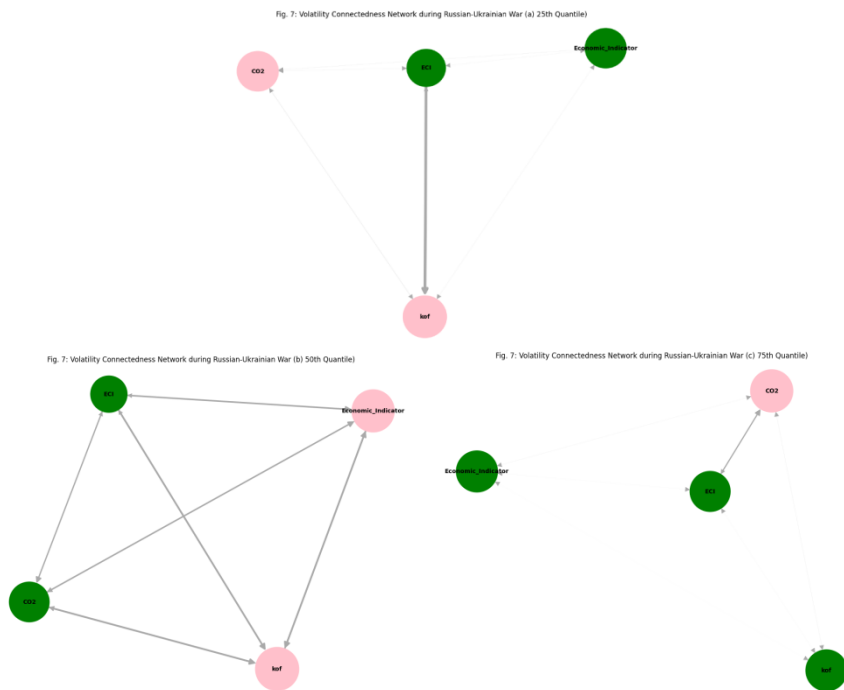 Fig. 7: Volatility Connectedness Network during Russian-Ukrainian War (a) 25th Quantile)
Economic_Indicator
CO2
ECI
kof
Fig. 7: Volatility Connectedness Network during Russian-Ukrainian War (b) 50th Quantile)
ECI
Economic_Indicator
CO2
kof
Fig. 7: Volatility Connectedness Network during Russian-Ukrainian War (c) 75th Quantile)
CO2
Economic_Indicator
ECI
kof